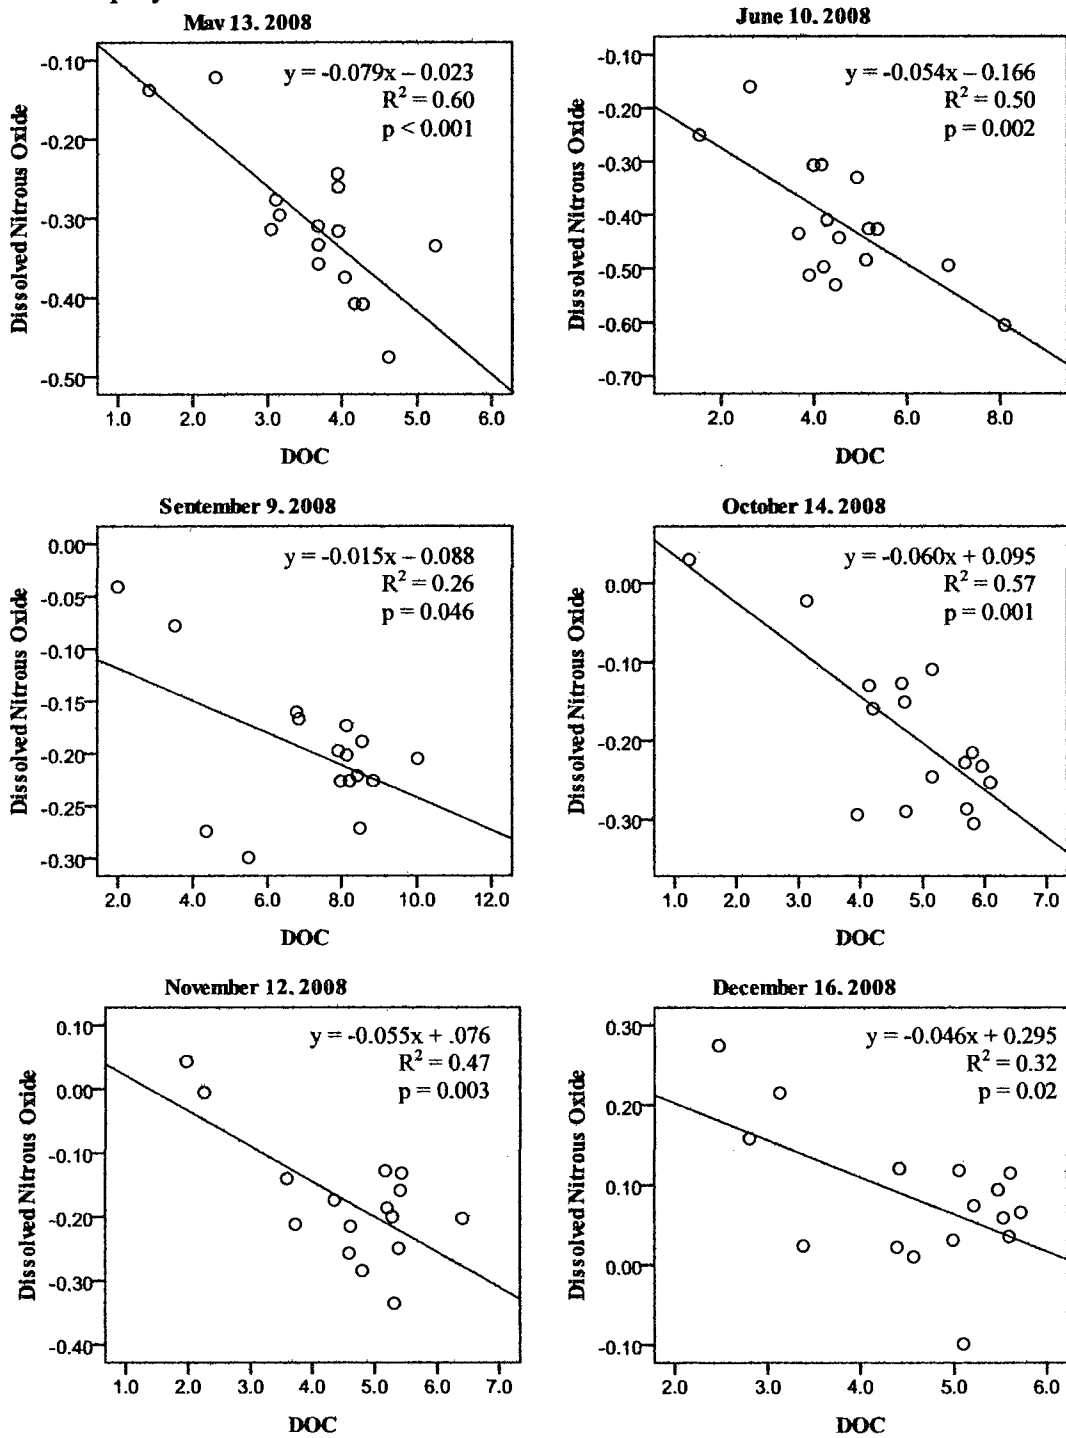 May 13, 2008
y = -0.079x – 0.023
R² = 0.60
p < 0.001
Dissolved Nitrous Oxide
-0.10
-0.20
-0.30
-0.40
-0.50
1.0 2.0 3.0 4.0 5.0 6.0
DOC
June 10, 2008
y = -0.054x – 0.166
R² = 0.50
p = 0.002
Dissolved Nitrous Oxide
-0.10
-0.20
-0.30
-0.40
-0.50
-0.60
-0.70
2.0 4.0 6.0 8.0
DOC
September 9, 2008
y = -0.015x – 0.088
R² = 0.26
p = 0.046
Dissolved Nitrous Oxide
0.00
-0.05
-0.10
-0.15
-0.20
-0.25
-0.30
2.0 4.0 6.0 8.0 10.0 12.0
DOC
October 14, 2008
y = -0.060x + 0.095
R² = 0.57
p = 0.001
Dissolved Nitrous Oxide
0.00
-0.10
-0.20
-0.30
1.0 2.0 3.0 4.0 5.0 6.0 7.0
DOC
November 12, 2008
y = -0.055x + .076
R² = 0.47
p = 0.003
Dissolved Nitrous Oxide
0.10
0.00
-0.10
-0.20
-0.30
-0.40
1.0 2.0 3.0 4.0 5.0 6.0 7.0
DOC
December 16, 2008
y = -0.046x + 0.295
R² = 0.32
p = 0.02
Dissolved Nitrous Oxide
0.30
0.20
0.10
0.00
-0.10
2.0 3.0 4.0 5.0 6.0
DOC